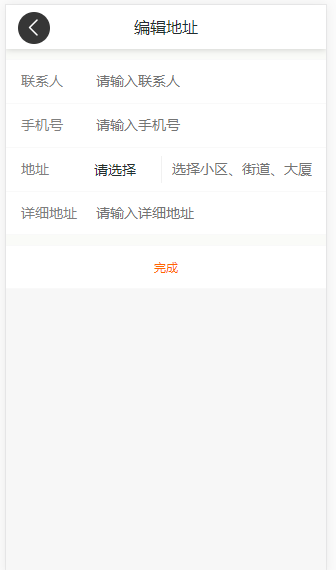 编辑地址
联系人 请输入联系人
手机号 请输入手机号
地址 请选择 选择小区、街道、大厦
详细地址 请输入详细地址
完成